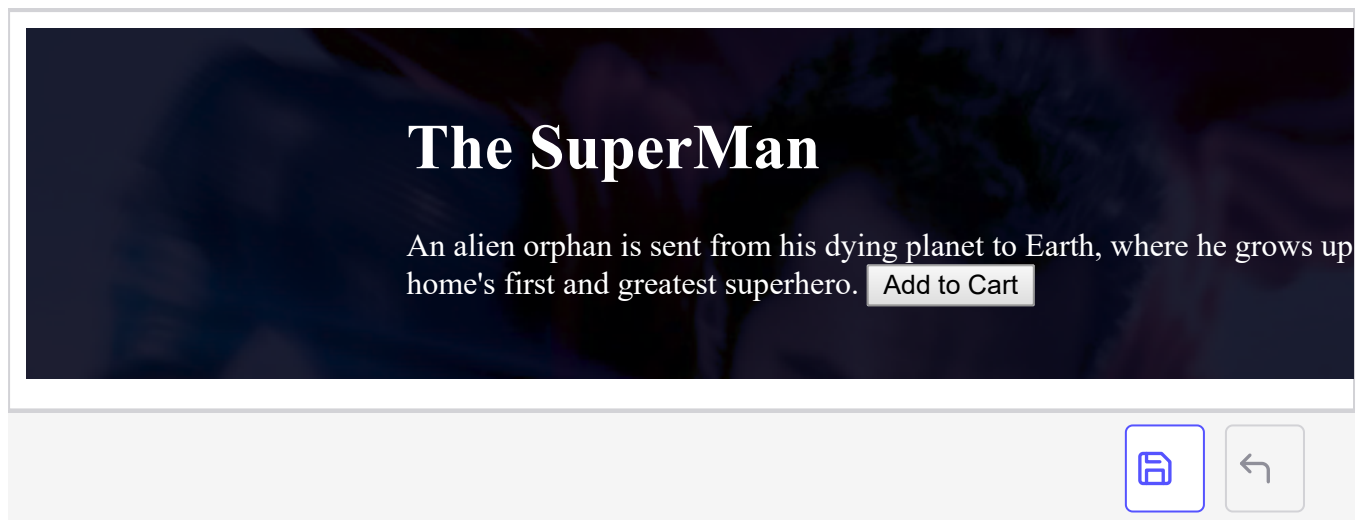 The SuperMan
An alien orphan is sent from his dying planet to Earth, where he grows up
home's first and greatest superhero. Add to Cart